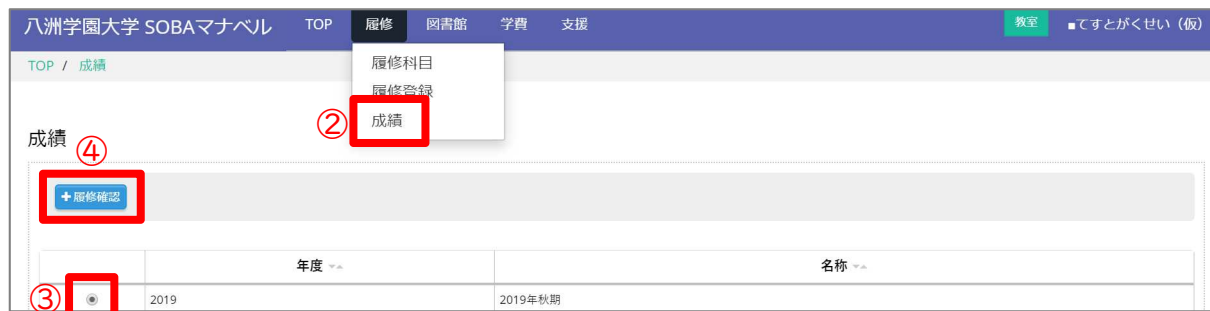 八洲学園大学 SOBAマナベル TOP 履修 図書館 学費 支援 教室 ■てすとがくせい（仮）
TOP / 成績
履修科目
履修登録
② 成績
成績
④
+履修確認
年度 名称
③ 2019 2019年秋期